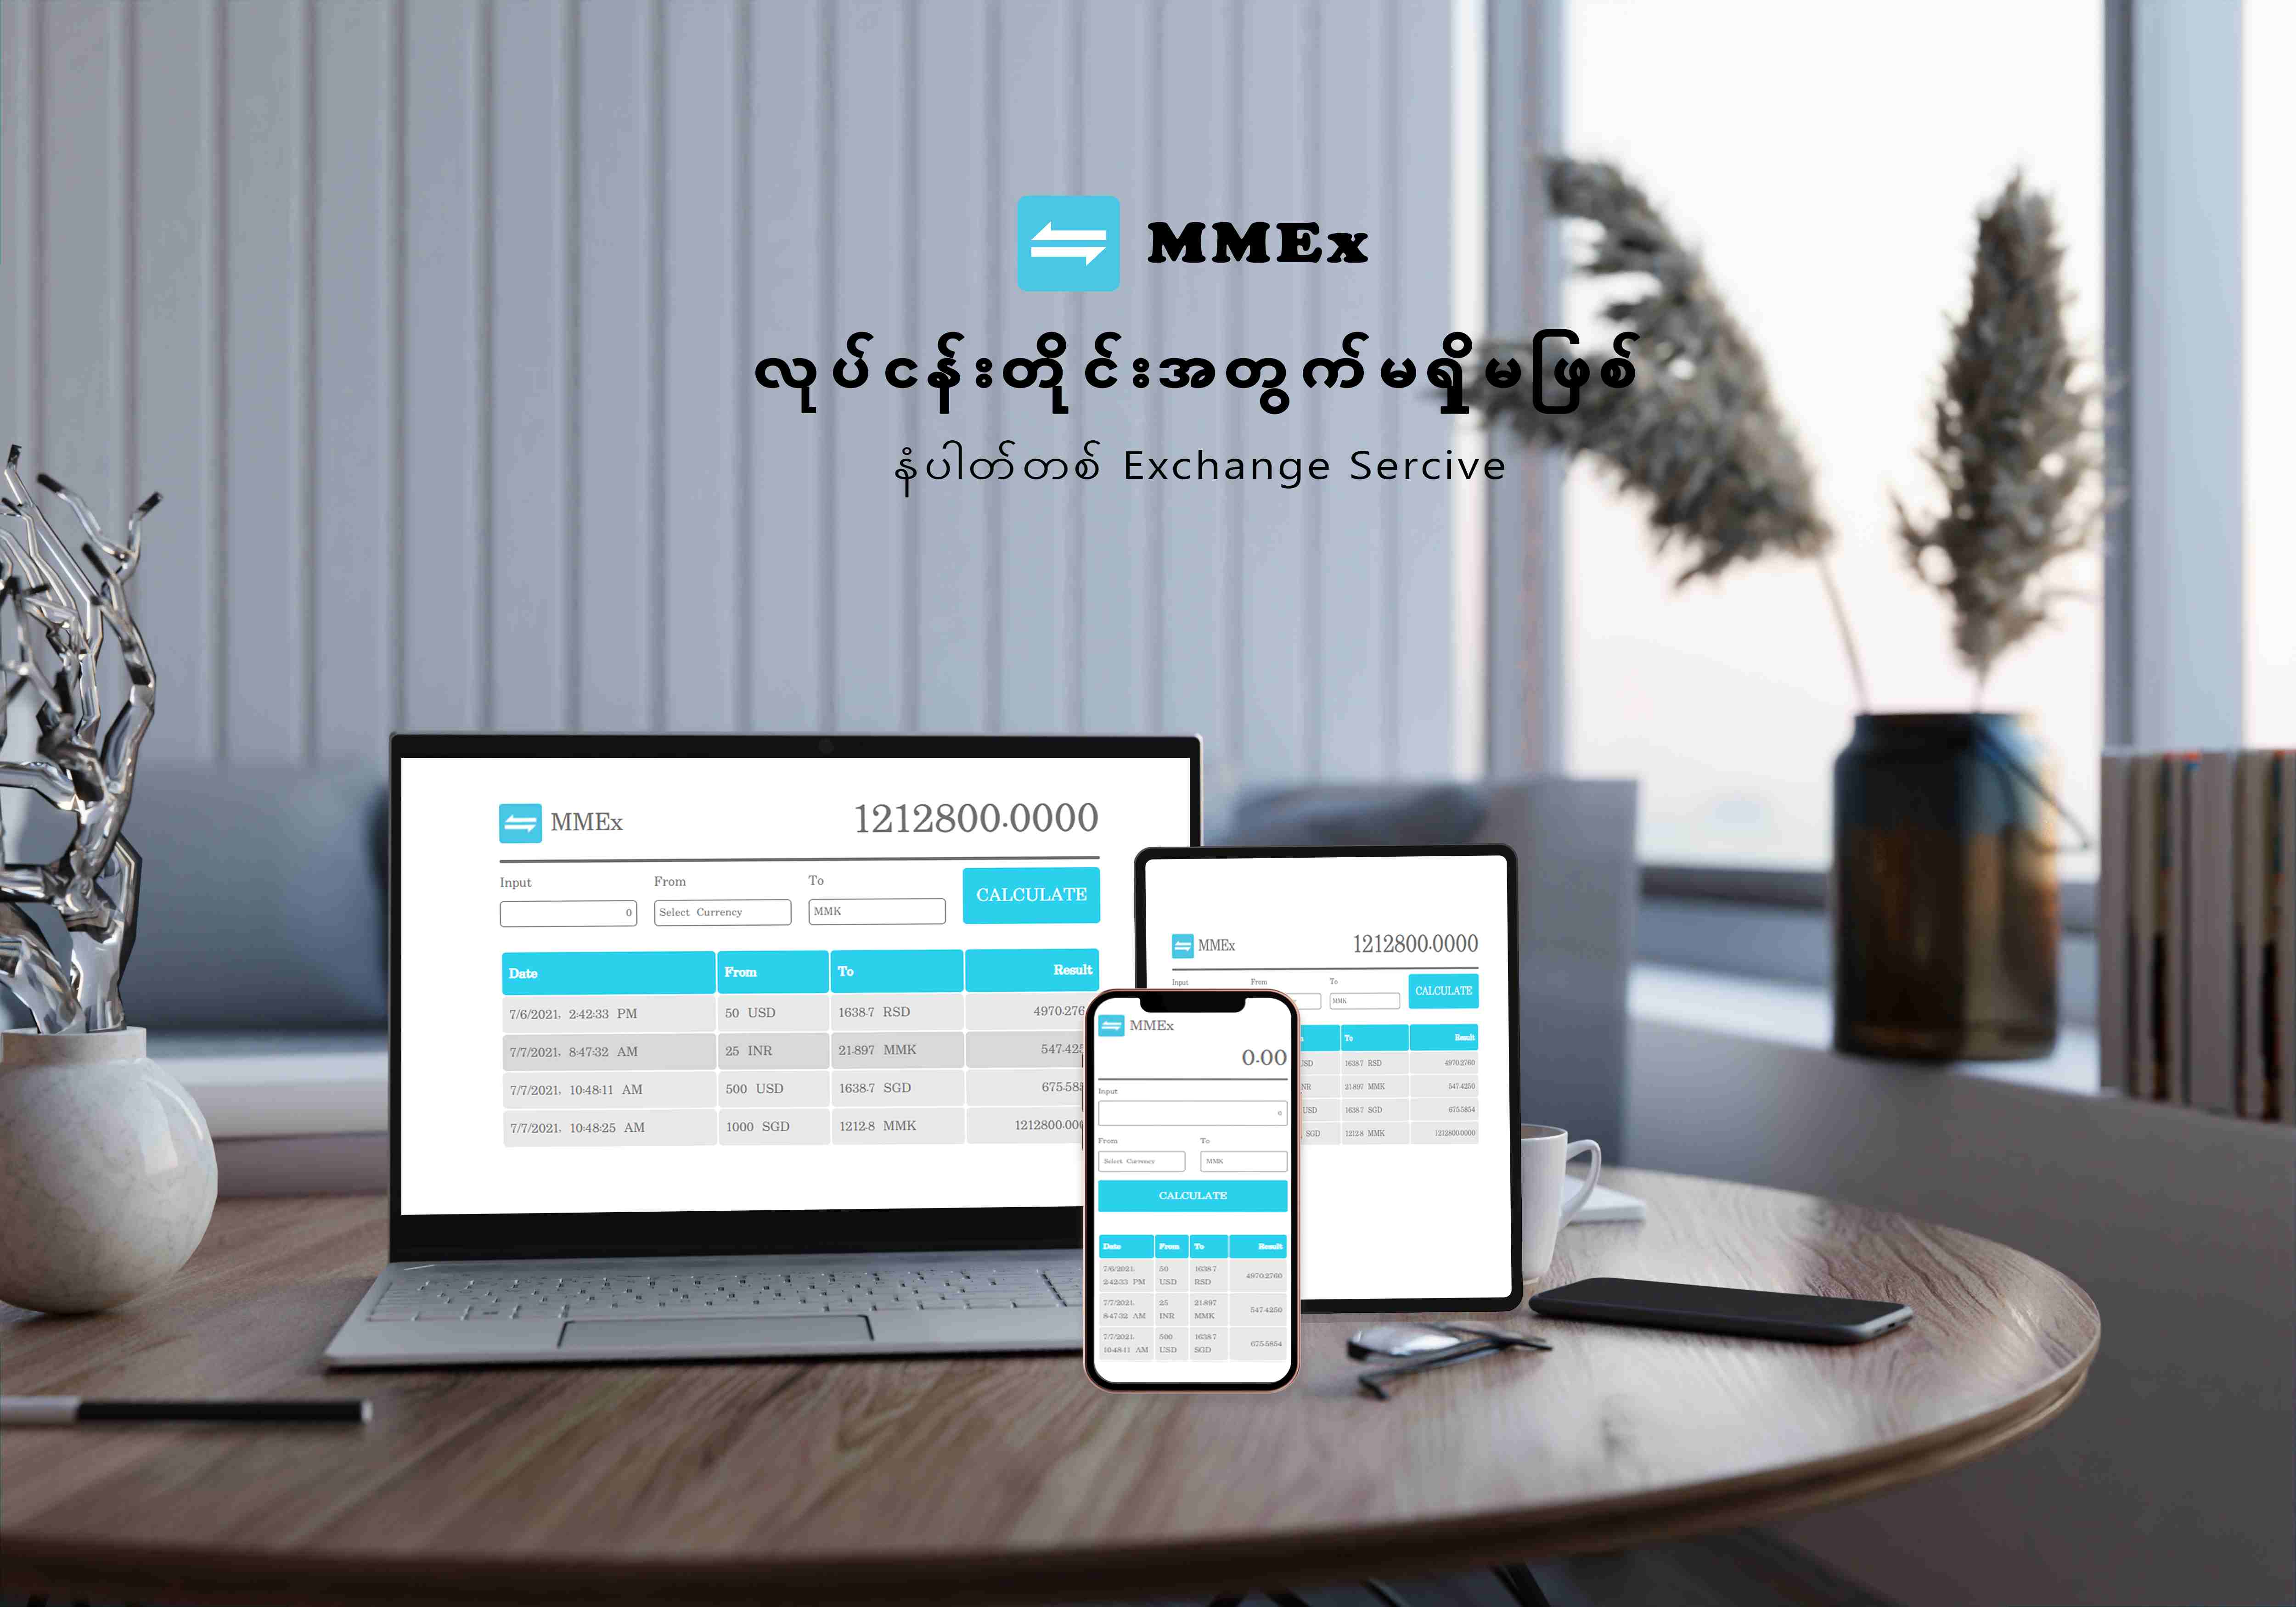 MMEx
လုပ်ငန်းတိုင်းအတွက်မရှိမဖြစ်
နံပါတ်တစ် Exchange Sercive
MMEx 1212800.0000
Input From To CALCULATE
0 Select Currency MMK
Date From To Result
7/6/2021, 2:42:33 PM 50 USD 1638.7 RSD 4970.276
7/7/2021, 8:47:32 AM 25 INR 21.897 MMK 547.42
7/7/2021, 10:48:11 AM 500 USD 1638.7 SGD 675.58
7/7/2021, 10:48:25 AM 1000 SGD 1212.8 MMK 1212800.00
MMEx 1212800.0000
Input From To CALCULATE
MMK
To Result
USD 1638.7 RSD 4970.2760
NR 21.897 MMK 547.4250
USD 1638.7 SGD 675.5854
SGD 1212.8 MMK 1212800.0000
MMEx
0.00
Input
0
From To
Select Currency MMK
CALCULATE
Date From To Result
7/6/2021, 2:42:33 PM 50 USD 1638.7 RSD 4970.2760
7/7/2021, 8:47:32 AM 25 INR 21.897 MMK 547.4250
7/7/2021, 10:48:11 AM 500 USD 1638.7 SGD 675.5854